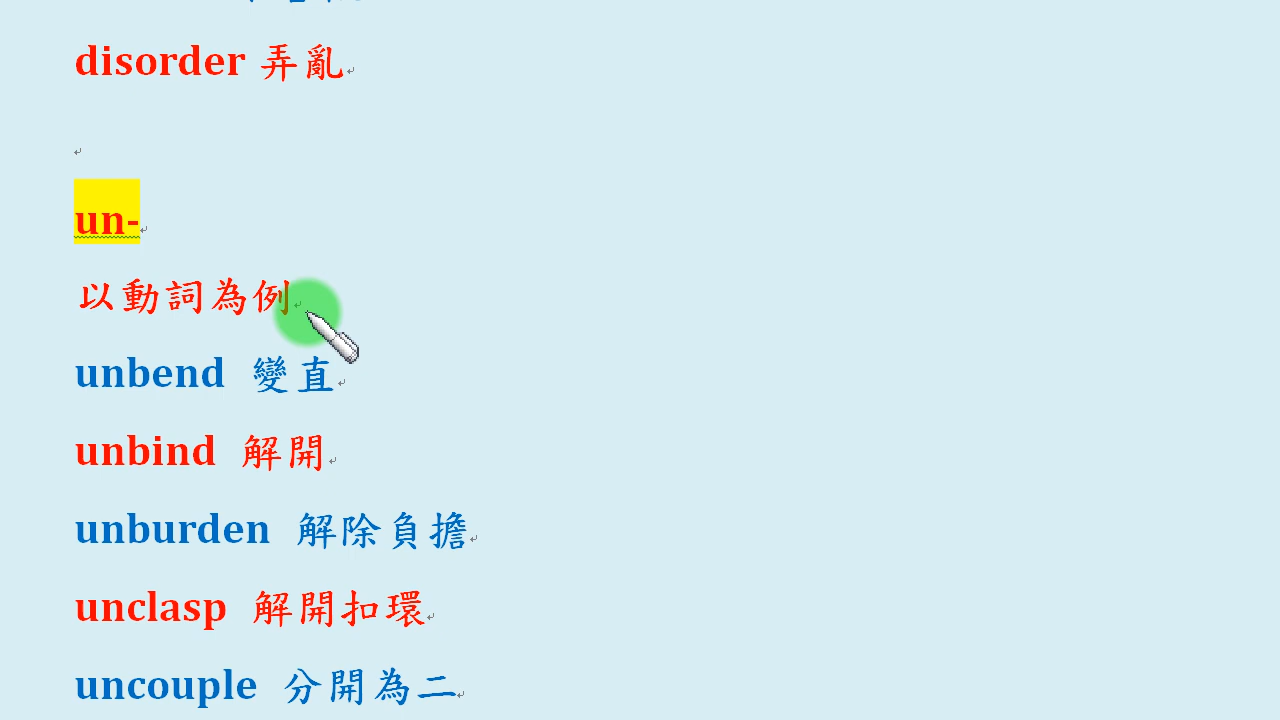 disorder 弄亂
un-
以動詞為例
unbend 變直
unbind 解開
unburden 解除負擔
unclasp 解開扣環
uncouple 分開為二